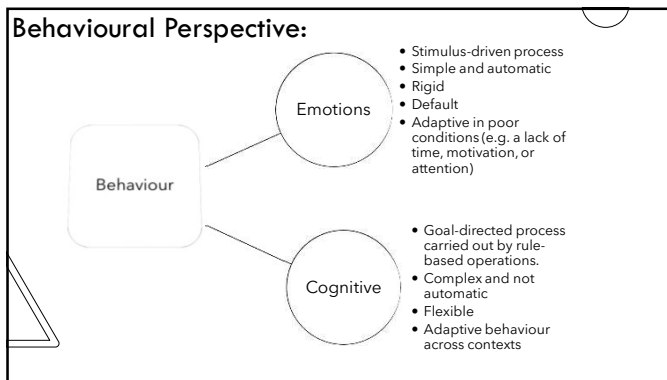 Behavioural Perspective:
Behaviour
Emotions
• Stimulus-driven process
• Simple and automatic
• Rigid
• Default
• Adaptive in poor
conditions (e.g. a lack of
time, motivation, or
attention)
Cognitive
• Goal-directed process
carried out by rule-
based operations.
• Complex and not
automatic
• Flexible
• Adaptive behaviour
across contexts